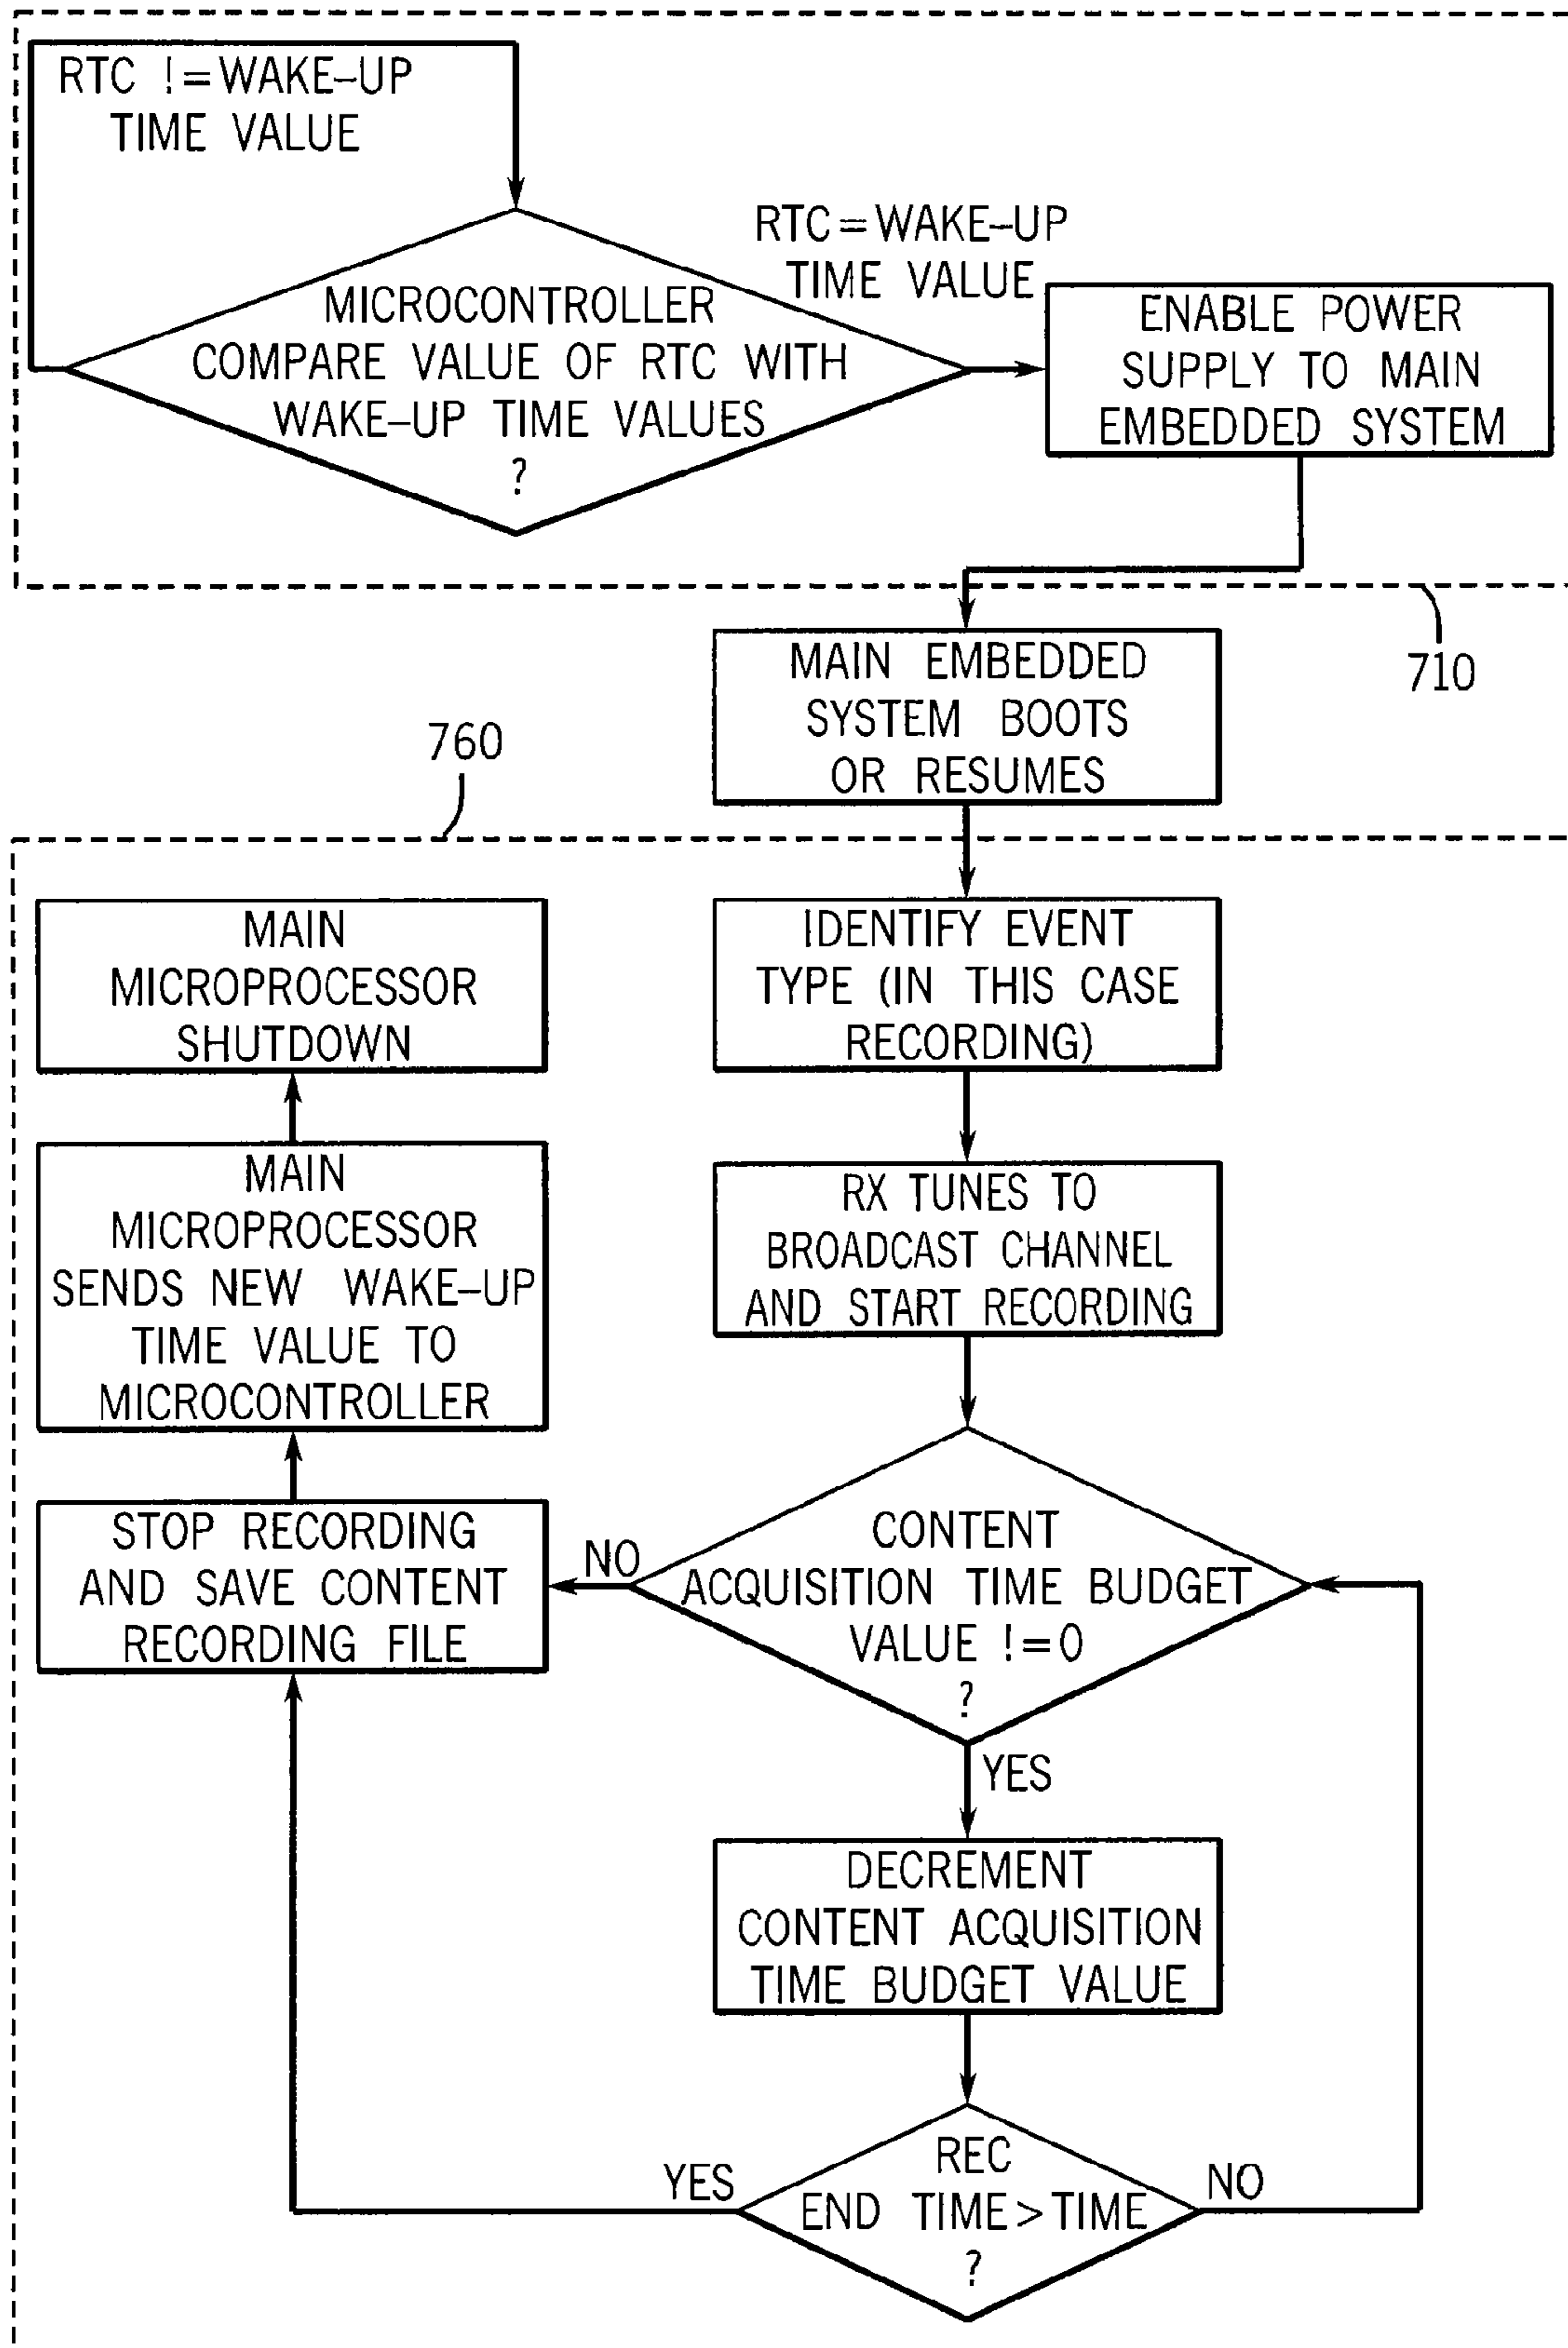 RTC !=WAKE-UP
TIME VALUE
RTC=WAKE-UP
TIME VALUE
MICROCONTROLLER
COMPARE VALUE OF RTC WITH
WAKE-UP TIME VALUES
?
ENABLE POWER
SUPPLY TO MAIN
EMBEDDED SYSTEM
710
MAIN EMBEDDED
SYSTEM BOOTS
OR RESUMES
760
IDENTIFY EVENT
TYPE (IN THIS CASE
RECORDING)
RX TUNES TO
BROADCAST CHANNEL
AND START RECORDING
CONTENT
ACQUISITION TIME BUDGET
VALUE !=0
?
NO
YES
DECREMENT
CONTENT ACQUISITION
TIME BUDGET VALUE
REC
END TIME>TIME
?
YES
NO
STOP RECORDING
AND SAVE CONTENT
RECORDING FILE
MAIN
MICROPROCESSOR
SENDS NEW WAKE-UP
TIME VALUE TO
MICROCONTROLLER
MAIN
MICROPROCESSOR
SHUTDOWN